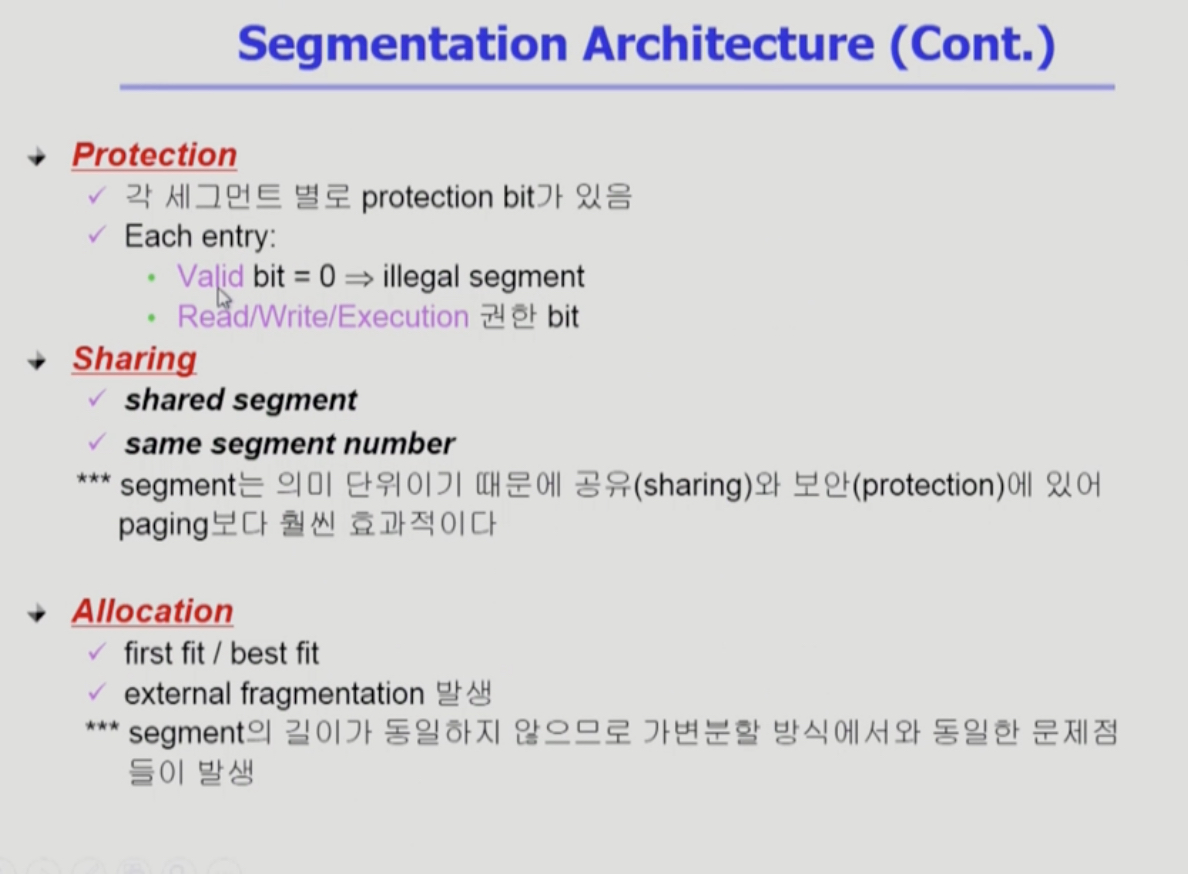 Segmentation Architecture (Cont.)
Protection
각 세그먼트 별로 protection bit가 있음
Each entry:
Valid bit = 0 ⇒ illegal segment
Read/Write/Execution 권한 bit
Sharing
shared segment
same segment number
*** segment는 의미 단위이기 때문에 공유(sharing)와 보안(protection)에 있어
paging보다 훨씬 효과적이다
Allocation
first fit / best fit
external fragmentation 발생
*** segment의 길이가 동일하지 않으므로 가변분할 방식에서와 동일한 문제점
들이 발생